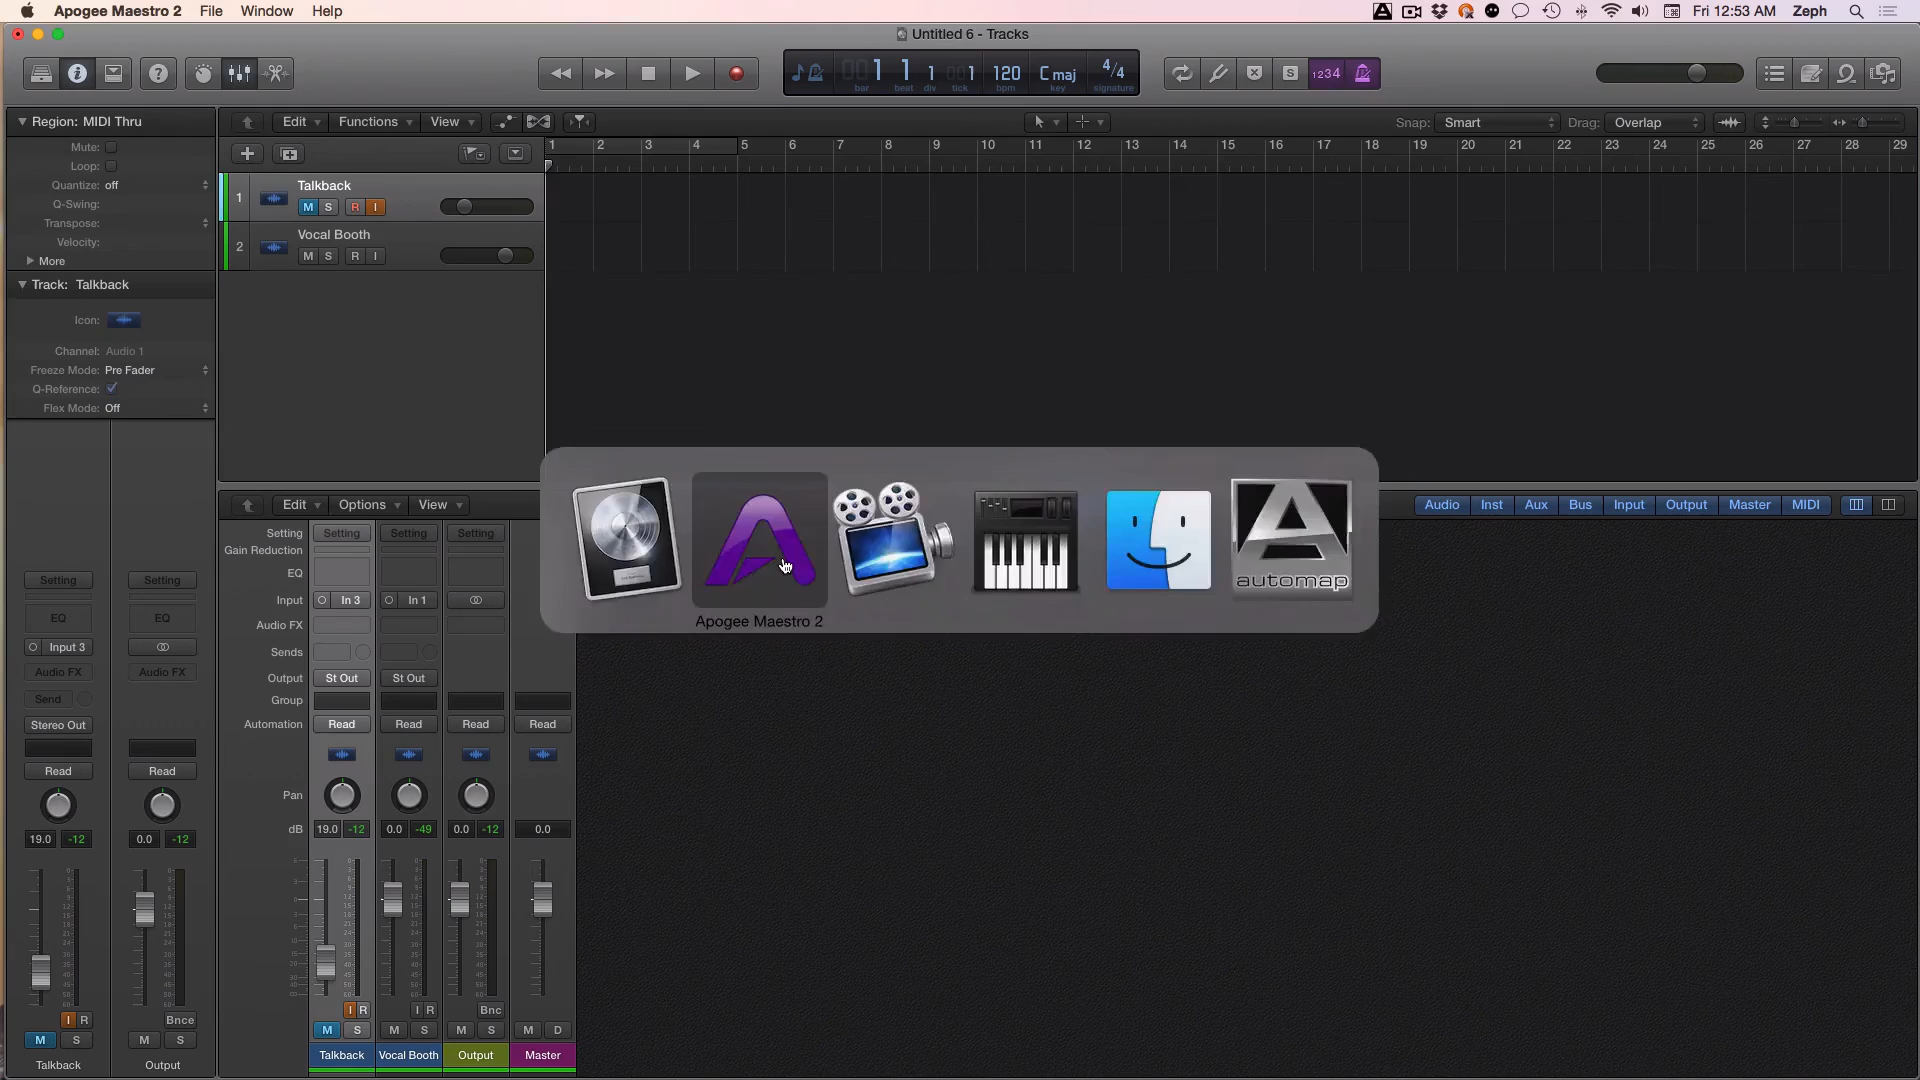 Apogee Maestro 2 File Window Help Fri 12:53 AM Zeph
Untitled 6 - Tracks
001 1 1 001 120 C maj 4/4
bar beat div tick bpm key signature
1234
Region: MIDI Thru
Edit Functions View
Snap: Smart Drag: Overlap
Mute:
Loop:
Quantize: off
Q-Swing:
Transpose:
Velocity:
More
1 2 3 4 5 6 7 8 9 10 11 12 13 14 15 16 17 18 19 20 21 22 23 24 25 26 27 28 29
1 Talkback
M S R I
2 Vocal Booth
M S R I
Track: Talkback
Icon:
Channel: Audio 1
Freeze Mode: Pre Fader
Q-Reference:
Flex Mode: Off
Apogee Maestro 2
automap
Edit Options View
Audio Inst Aux Bus Input Output Master MIDI
Setting Setting Setting Setting
Gain Reduction
EQ
Input In 3 In 1
Audio FX
Sends
Output St Out St Out
Group
Automation Read Read Read Read
Pan
dB 19.0 -12 0.0 -49 0.0 -12 0.0
I R I R Bnc
M S M S M S M D
Talkback Vocal Booth Output Master
Setting Setting
EQ EQ
Input 3
Audio FX Audio FX
Send
Stereo Out
Read Read
19.0 -12 0.0 -12
I R Bnce
M S M S
Talkback Output